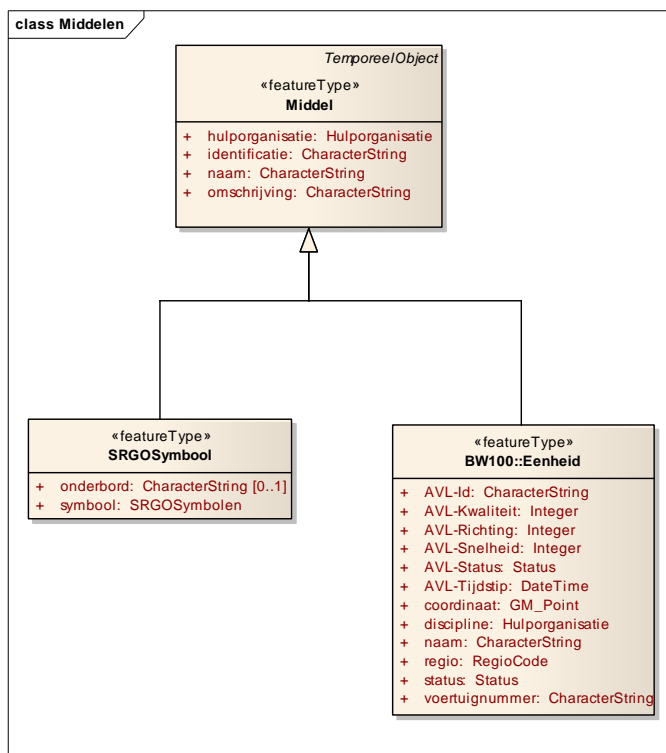 class Middelen
TemporeelObject
«featureType»
Middel
+ hulporganisatie: Hulporganisatie
+ identificatie: CharacterString
+ naam: CharacterString
+ omschrijving: CharacterString
«featureType»
SRGOSymbool
+ onderbord: CharacterString [0..1]
+ symbool: SRGOSymbolen
«featureType»
BW100::Eenheid
+ AVL-Id: CharacterString
+ AVL-Kwaliteit: Integer
+ AVL-Richting: Integer
+ AVL-Snelheid: Integer
+ AVL-Status: Status
+ AVL-Tijdstip: DateTime
+ coordinaat: GM_Point
+ discipline: Hulporganisatie
+ naam: CharacterString
+ regio: RegioCode
+ status: Status
+ voertuignummer: CharacterString